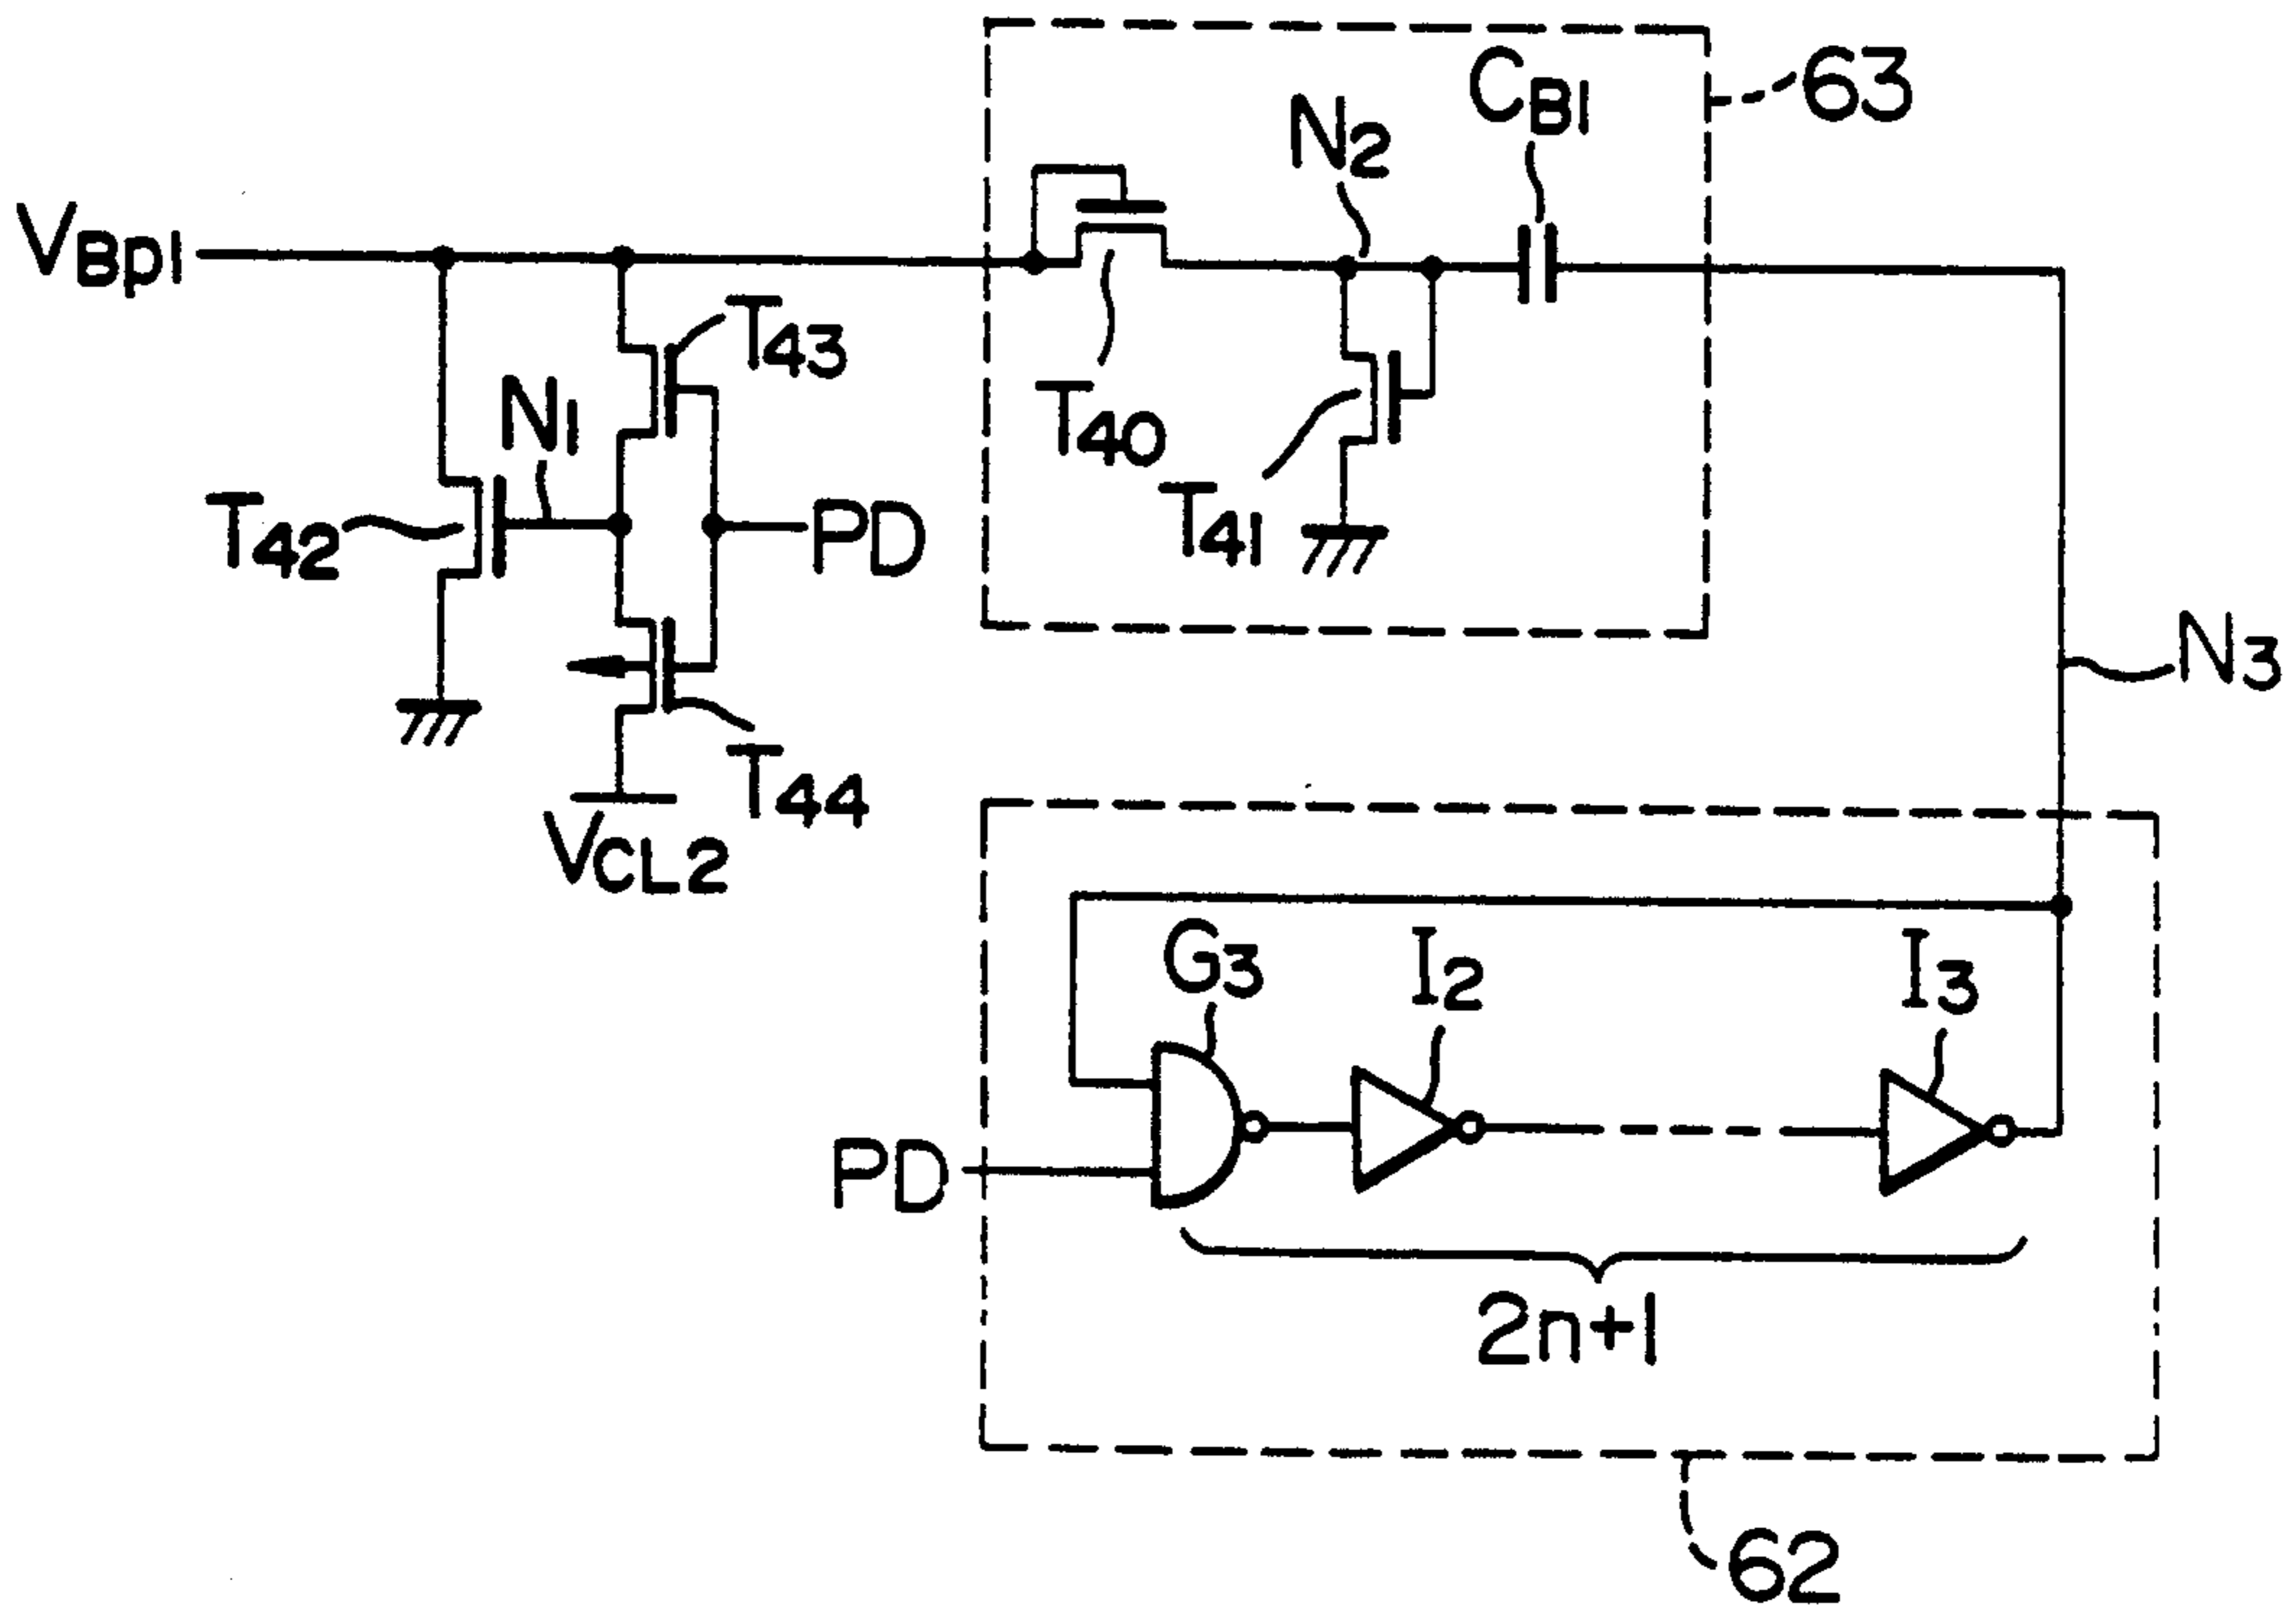 63
CB1
N2
VBp1
T43
T40
N1
T41
T42
PD
N3
T44
VCL2
G3
I2
I3
PD
2n+1
62